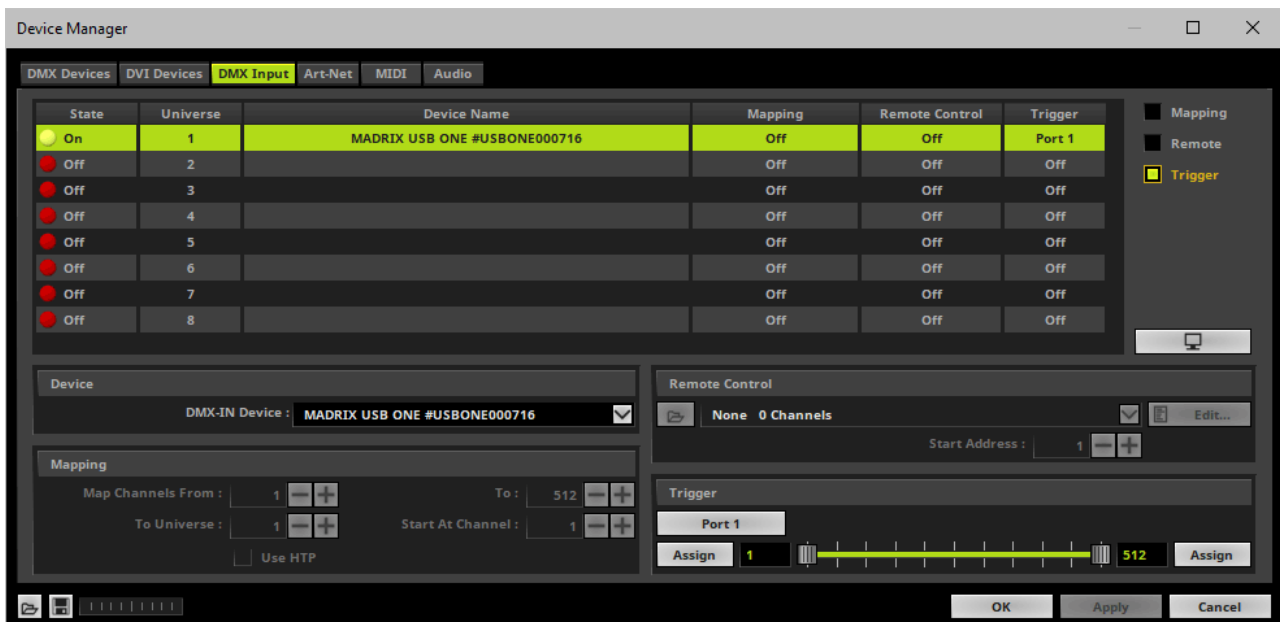 Device Manager
DMX Devices DVI Devices DMX Input Art-Net MIDI Audio
State Universe Device Name Mapping Remote Control Trigger
On 1 MADRIX USB ONE #USBONE000716 Off Off Port 1
Off 2 Off Off Off
Off 3 Off Off Off
Off 4 Off Off Off
Off 5 Off Off Off
Off 6 Off Off Off
Off 7 Off Off Off
Off 8 Off Off Off
Mapping
Remote
Trigger
Device
DMX-IN Device : MADRIX USB ONE #USBONE000716
Mapping
Map Channels From : 1 To : 512
To Universe : 1 Start At Channel : 1
Use HTP
Remote Control
None 0 Channels Edit...
Start Address : 1
Trigger
Port 1
Assign 1 512 Assign
OK Apply Cancel